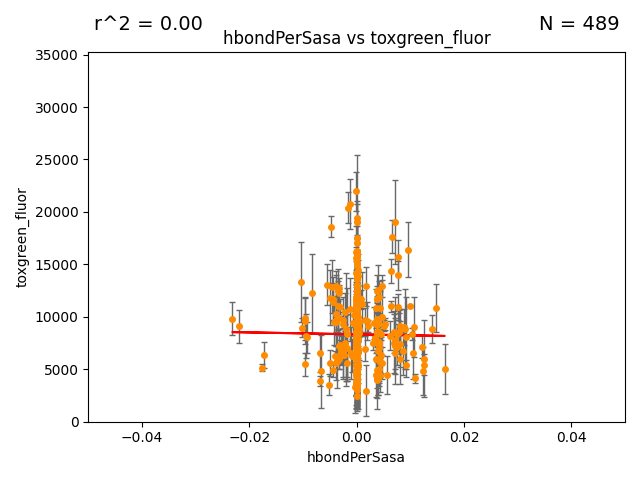 r^2 = 0.00
N = 489
hbondPerSasa vs toxgreen_fluor
35000
30000
25000
20000
15000
10000
5000
0
toxgreen_fluor
−0.04
−0.02
0.00
0.02
0.04
hbondPerSasa